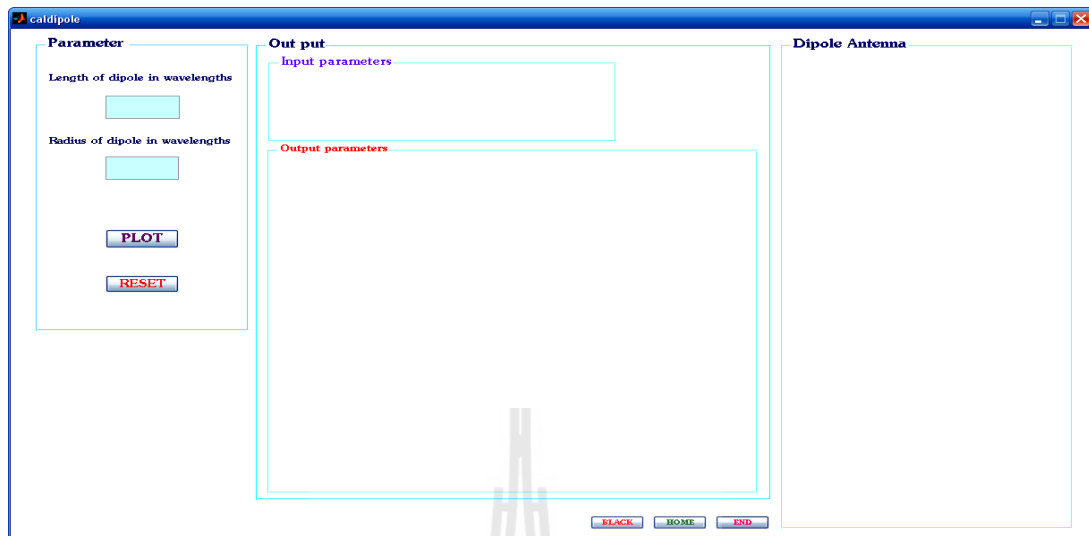 caldipole
Parameter
Length of dipole in wavelengths
Radius of dipole in wavelengths
PLOT
RESET
Out put
Input parameters
Output parameters
Dipole Antenna
BLACK
HOME
END